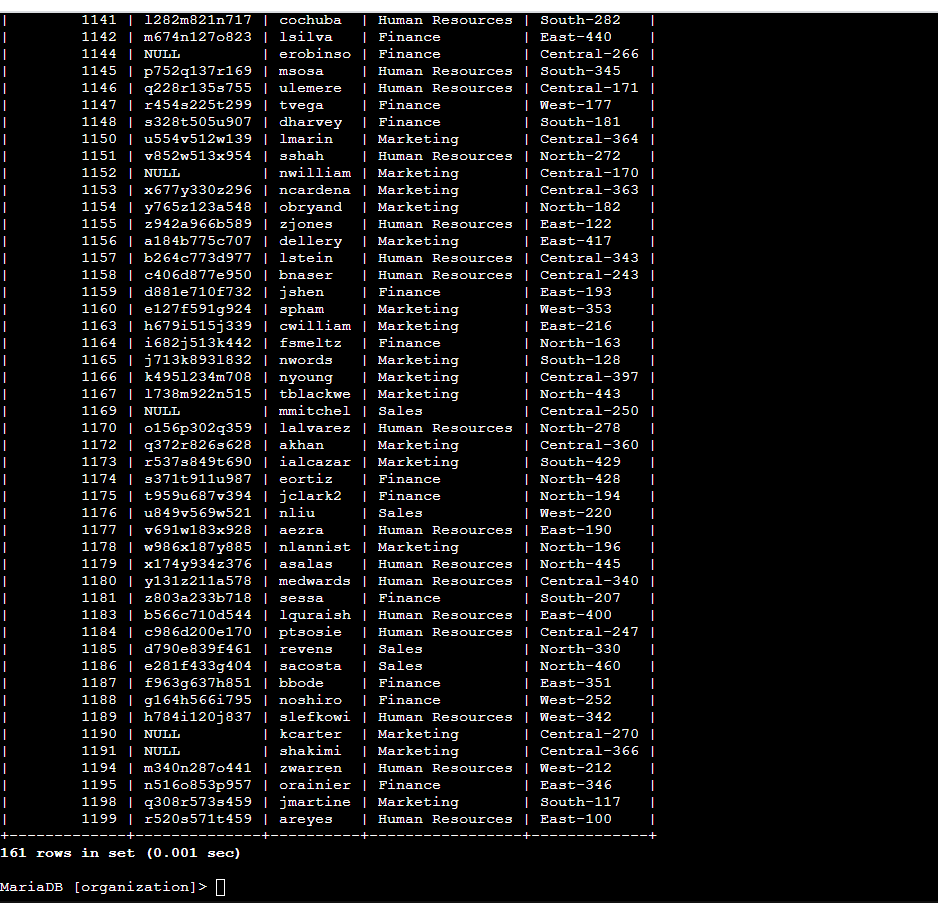 |        1141 | l282m821n717 | cochuba  | Human Resources | South-282   |
|        1142 | m674n127o823 | lsilva   | Finance         | East-440    |
|        1144 | NULL         | erobinso | Finance         | Central-266 |
|        1145 | p752q137r169 | msosa    | Human Resources | South-345   |
|        1146 | q228r135s755 | ulemere  | Human Resources | Central-171 |
|        1147 | r454s225t299 | tvega    | Finance         | West-177    |
|        1148 | s328t505u907 | dharvey  | Finance         | South-181   |
|        1150 | u554v512w139 | lmarin   | Marketing       | Central-364 |
|        1151 | v852w513x954 | sshah    | Human Resources | North-272   |
|        1152 | NULL         | nwilliam | Marketing       | Central-170 |
|        1153 | x677y330z296 | ncardena | Marketing       | Central-363 |
|        1154 | y765z123a548 | obryand  | Marketing       | North-182   |
|        1155 | z942a966b589 | zjones   | Human Resources | East-122    |
|        1156 | a184b775c707 | dellery  | Marketing       | East-417    |
|        1157 | b264c773d977 | lstein   | Human Resources | Central-343 |
|        1158 | c406d877e950 | bnaser   | Human Resources | Central-243 |
|        1159 | d881e710f732 | jshen    | Finance         | East-193    |
|        1160 | e127f591g924 | spham    | Marketing       | West-353    |
|        1163 | h679i515j339 | cwilliam | Marketing       | East-216    |
|        1164 | i682j513k442 | fsmeltz  | Finance         | North-163   |
|        1165 | j713k893l832 | nwords   | Marketing       | South-128   |
|        1166 | k495l234m708 | nyoung   | Marketing       | Central-397 |
|        1167 | l738m922n515 | tblackwe | Marketing       | North-443   |
|        1169 | NULL         | mmitchel | Sales           | Central-250 |
|        1170 | o156p302q359 | lalvarez | Human Resources | North-278   |
|        1172 | q372r826s628 | akhan    | Marketing       | Central-360 |
|        1173 | r537s849t690 | ialcazar | Marketing       | South-429   |
|        1174 | s371t911u987 | eortiz   | Finance         | North-428   |
|        1175 | t959u687v394 | jclark2  | Finance         | North-194   |
|        1176 | u849v569w521 | nliu     | Sales           | West-220    |
|        1177 | v691w183x928 | aezra    | Human Resources | East-190    |
|        1178 | w986x187y885 | nlannist | Marketing       | North-196   |
|        1179 | x174y934z376 | asalas   | Human Resources | North-445   |
|        1180 | y131z211a578 | medwards | Human Resources | Central-340 |
|        1181 | z803a233b718 | sessa    | Finance         | South-207   |
|        1183 | b566c710d544 | lquraish | Human Resources | East-400    |
|        1184 | c986d200e170 | ptsosie  | Human Resources | Central-247 |
|        1185 | d790e839f461 | revens   | Sales           | North-330   |
|        1186 | e281f433g404 | sacosta  | Sales           | North-460   |
|        1187 | f963g637h851 | bbode    | Finance         | East-351    |
|        1188 | g164h566i795 | noshiro  | Finance         | West-252    |
|        1189 | h784i120j837 | slefkowi | Human Resources | West-342    |
|        1190 | NULL         | kcarter  | Marketing       | Central-270 |
|        1191 | NULL         | shakimi  | Marketing       | Central-366 |
|        1194 | m340n287o441 | zwarren  | Human Resources | West-212    |
|        1195 | n516o853p957 | orainier | Finance         | East-346    |
|        1198 | q308r573s459 | jmartine | Marketing       | South-117   |
|        1199 | r520s571t459 | areyes   | Human Resources | East-100    |
+-------------+--------------+----------+-----------------+-------------+
161 rows in set (0.001 sec)
MariaDB [organization]>